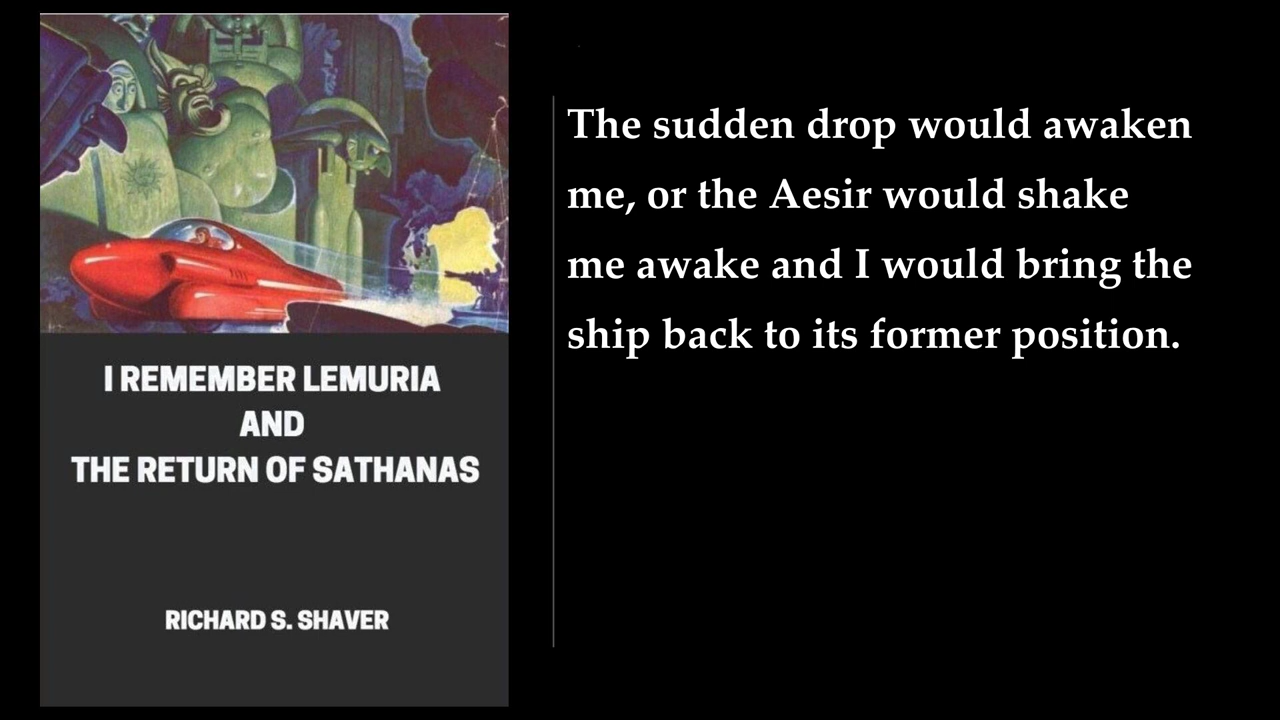 I REMEMBER LEMURIA
AND
THE RETURN OF SATHANAS
RICHARD S. SHAVER
The sudden drop would awaken
me, or the Aesir would shake
me awake and I would bring the
ship back to its former position.